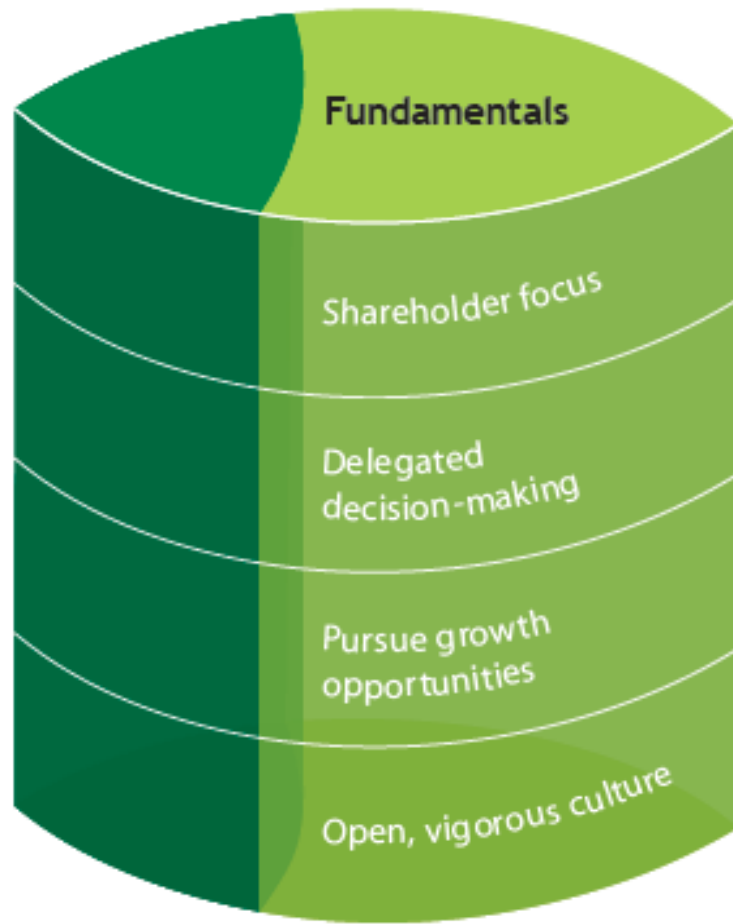 Fundamentals
Shareholder focus
Delegated
decision-making
Pursue growth
opportunities
Open, vigorous culture